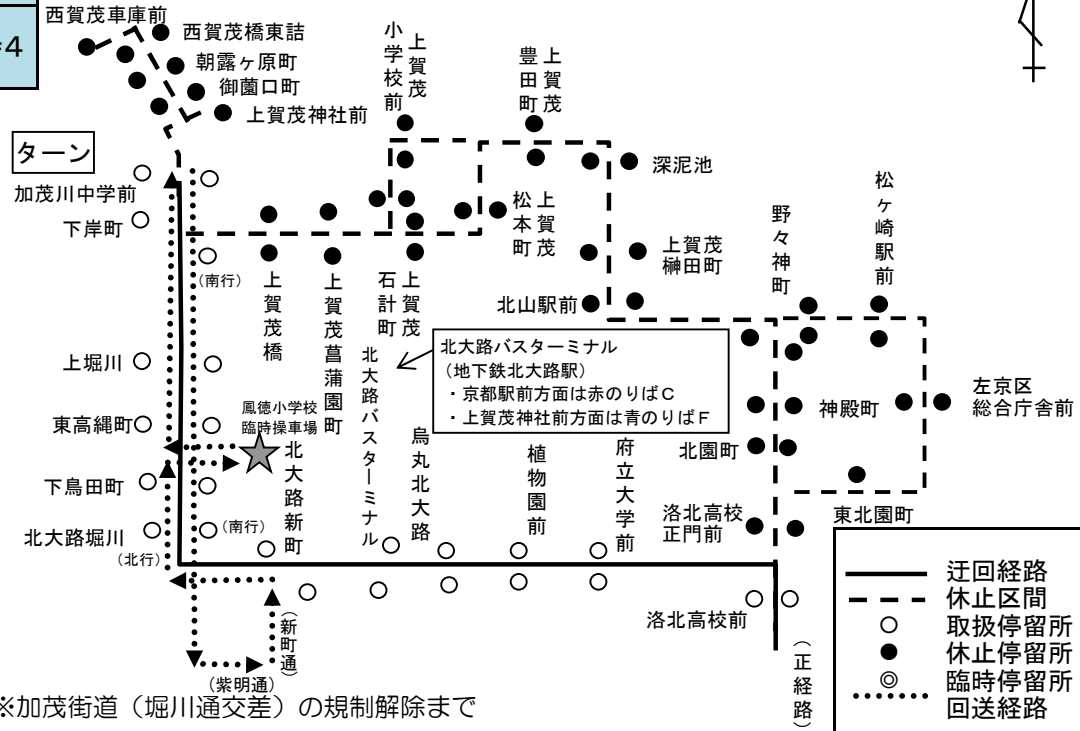 西賀茂車庫前
*4
西賀茂橋東詰
朝露ヶ原町
御薗口町
上賀茂神社前
上賀茂
小学校前
上賀茂
豊田町
深泥池
ターン
加茂川中学前
下岸町
(南行)
上賀茂橋
上賀茂菖蒲園町
上賀茂
石計町
上賀茂
松本町
上賀茂
榊田町
北山駅前
野々神町
松ヶ崎駅前
北大路バスターミナル
(地下鉄北大路駅)
・京都駅前方面は赤のりばC
・上賀茂神社前方面は青のりばF
上堀川
東高縄町
鳳徳小学校
臨時操車場
下鳥田町
北大路堀川
(北行)
(南行)
北大路新町
北大路バスターミナル
烏丸北大路
植物園前
府立大学前
神殿町
左京区
総合庁舎前
北園町
洛北高校
正門前
東北園町
洛北高校前
(正経路)
(新町通)
(紫明通)
※加茂街道(堀川通交差)の規制解除まで
迂回経路
休止区間
取扱停留所
休止停留所
臨時停留所
回送経路